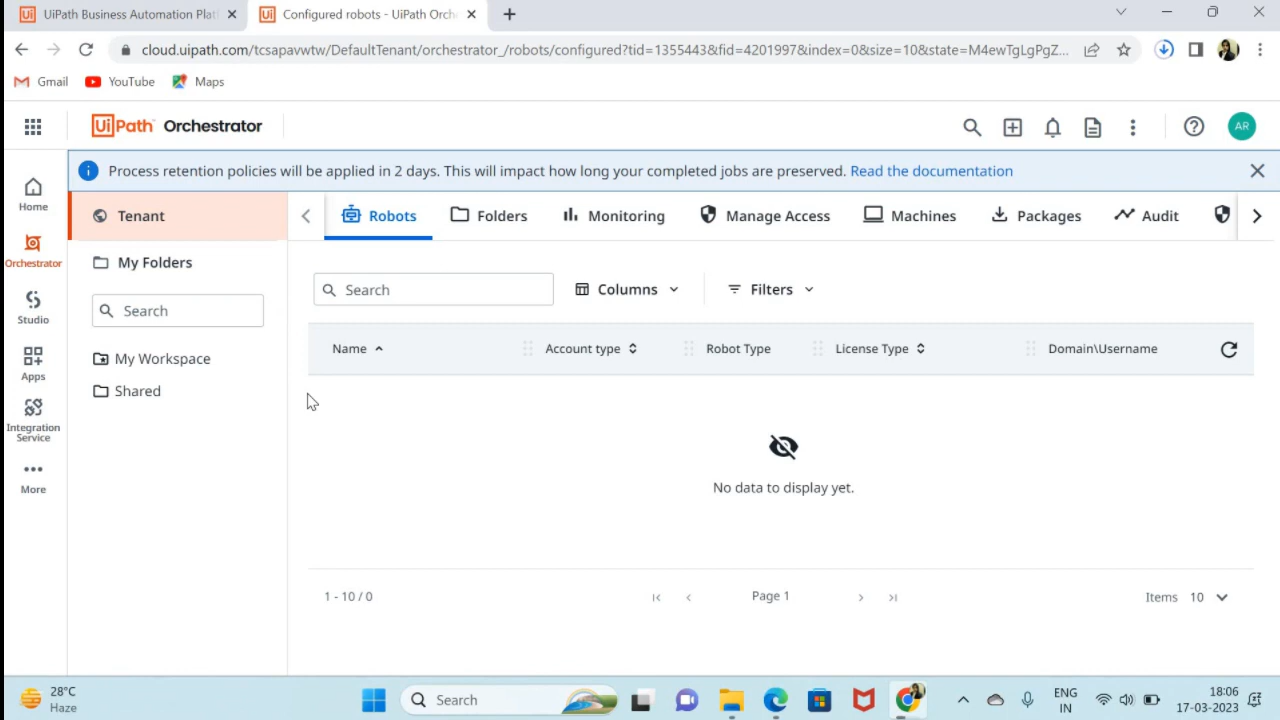 UiPath Business Automation Plat
Configured robots - UiPath Orch
cloud.uipath.com/tcsapavwtw/DefaultTenant/orchestrator_/robots/configured?tid=1355443&fid=4201997&index=0&size=10&state=M4ewTgLgPgZ...
Gmail YouTube Maps
UiPath Orchestrator
AR
Process retention policies will be applied in 2 days. This will impact how long your completed jobs are preserved. Read the documentation
Home
Orchestrator
Studio
Apps
Integration
Service
More
Tenant
My Folders
Search
My Workspace
Shared
Robots Folders Monitoring Manage Access Machines Packages Audit
Search Columns Filters
Name Account type Robot Type License Type Domain\Username
No data to display yet.
1 - 10 / 0 Page 1 Items 10
28°C
Haze
Search
ENG
IN
18:06
17-03-2023